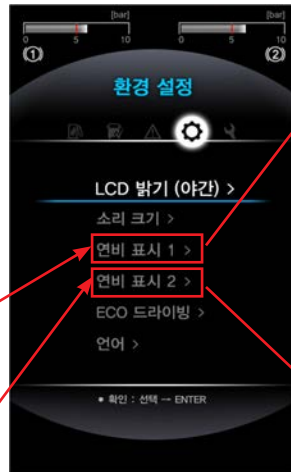 [bar] [bar]
0 5 10 0 5 10
① ②
환경 설정
LCD 밝기 (야간) >
소리 크기 >
연비 표시 1 >
연비 표시 2 >
ECO 드라이빙 >
언어 >
• 확인 : 선택 → ENTER